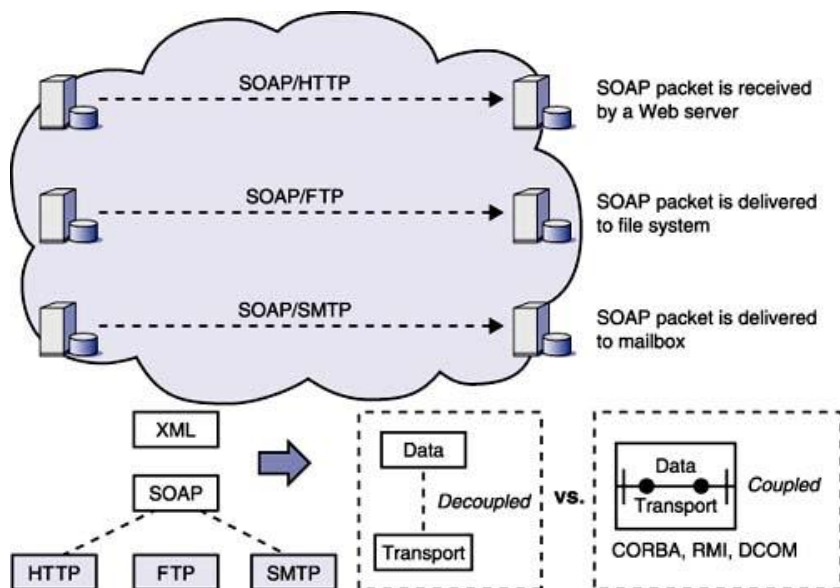 SOAP/HTTP
SOAP packet is received
by a Web server
SOAP/FTP
SOAP packet is delivered
to file system
SOAP/SMTP
SOAP packet is delivered
to mailbox
XML
SOAP
HTTP
FTP
SMTP
Data
Decoupled
Transport
vs.
Data
Transport
Coupled
CORBA, RMI, DCOM